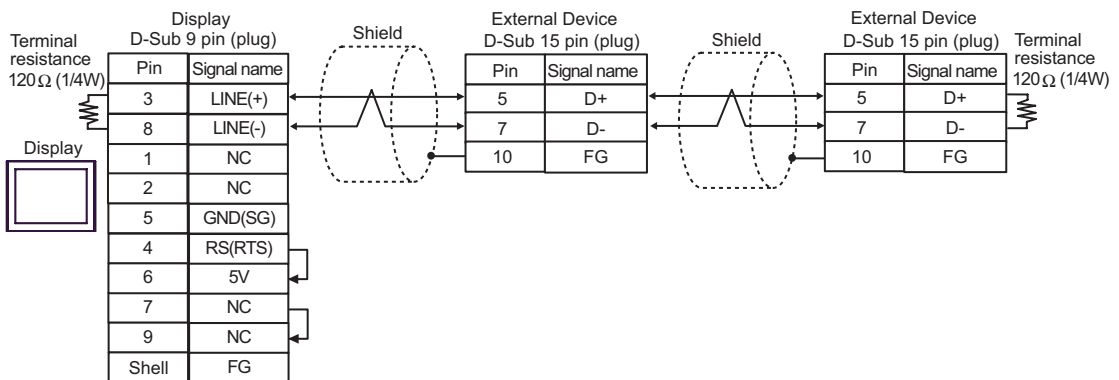 Terminal
resistance
120Ω (1/4W)
Display
D-Sub 9 pin (plug)
Pin Signal name
3 LINE(+)
8 LINE(-)
1 NC
2 NC
5 GND(SG)
4 RS(RTS)
6 5V
7 NC
9 NC
Shell FG
Display
Shield
External Device
D-Sub 15 pin (plug)
Pin Signal name
5 D+
7 D-
10 FG
Shield
External Device
D-Sub 15 pin (plug)
Pin Signal name
5 D+
7 D-
10 FG
Terminal
resistance
120Ω (1/4W)